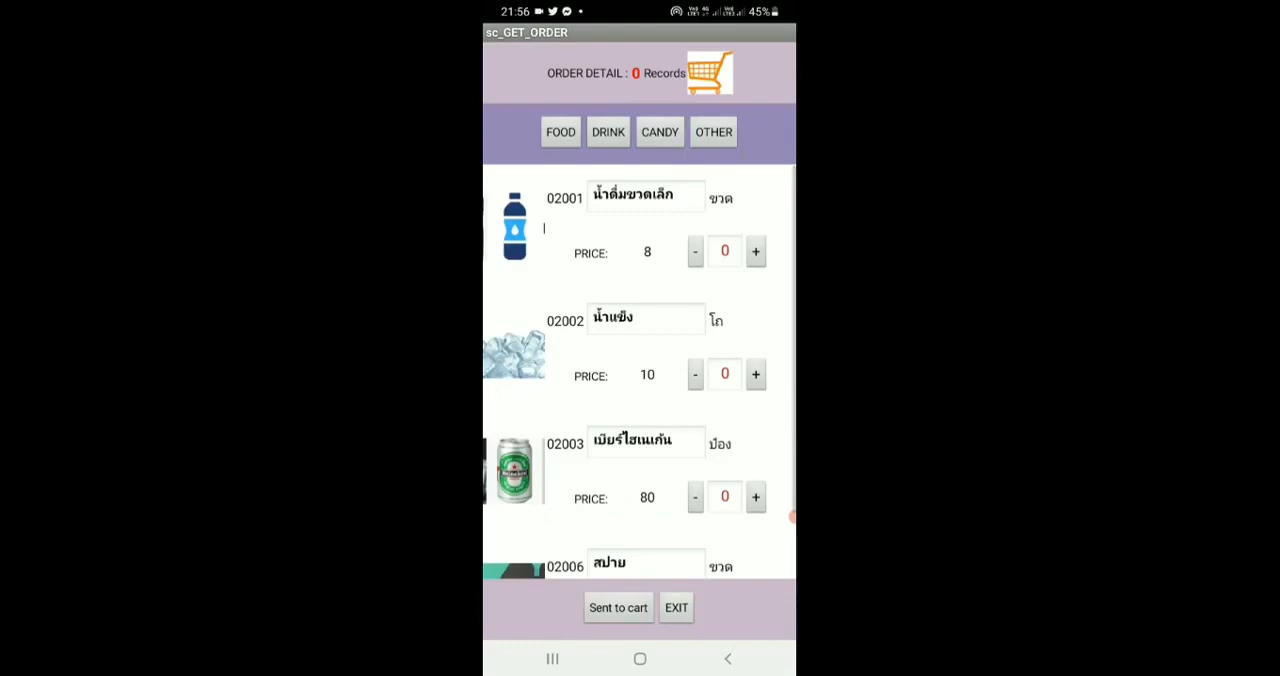 21:56 45%
sc_GET_ORDER
ORDER DETAIL : 0 Records
FOOD DRINK CANDY OTHER
02001 น้ำดื่มขวดเล็ก ขวด
PRICE: 8 - 0 +
02002 น้ำแข็ง โถ
PRICE: 10 - 0 +
02003 เบียร์ไฮเนเก้น ป๋อง
Heineken
PRICE: 80 - 0 +
02006 สปาย ขวด
Sent to cart EXIT